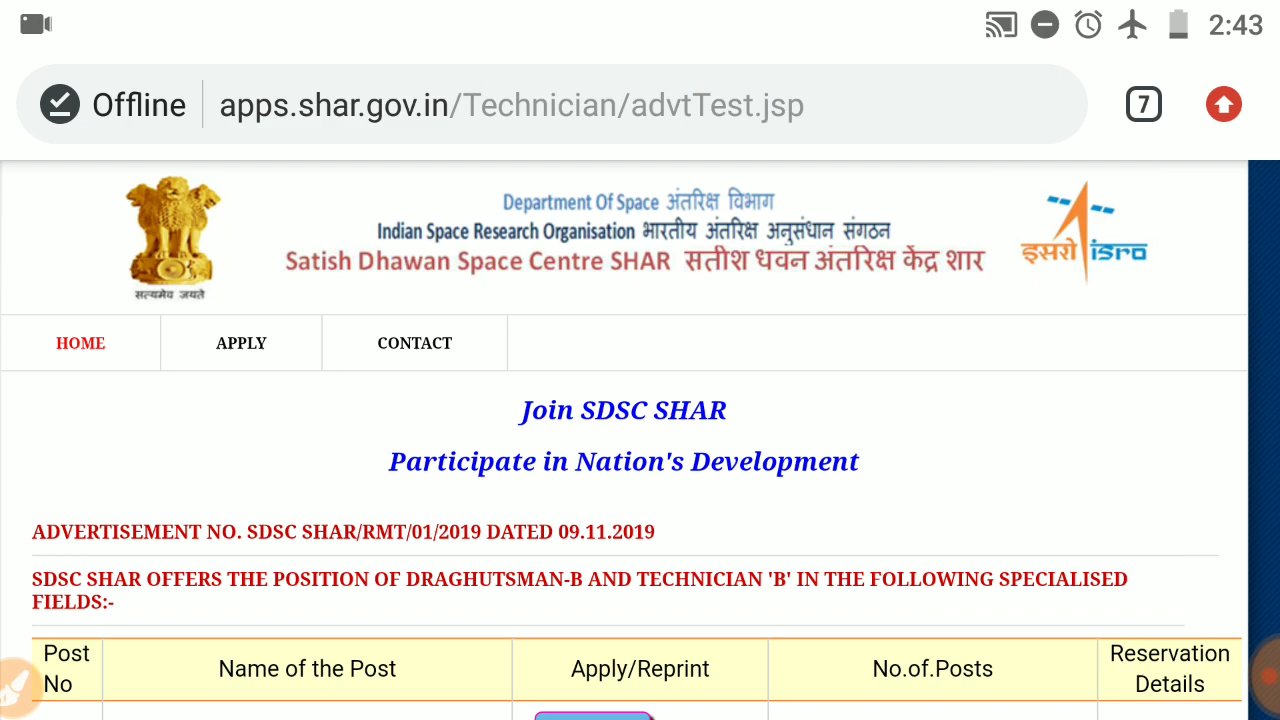 2:43
Offline apps.shar.gov.in/Technician/advtTest.jsp 7
Department Of Space अंतरिक्ष विभाग
Indian Space Research Organisation भारतीय अंतरिक्ष अनुसंधान संगठन
Satish Dhawan Space Centre SHAR सतीश धवन अंतरिक्ष केंद्र शार
सत्यमेव जयते
इसरो isro
HOME APPLY CONTACT
Join SDSC SHAR
Participate in Nation's Development
ADVERTISEMENT NO. SDSC SHAR/RMT/01/2019 DATED 09.11.2019
SDSC SHAR OFFERS THE POSITION OF DRAGHUTSMAN-B AND TECHNICIAN 'B' IN THE FOLLOWING SPECIALISED
FIELDS:-
Post No Name of the Post Apply/Reprint No.of.Posts Reservation Details